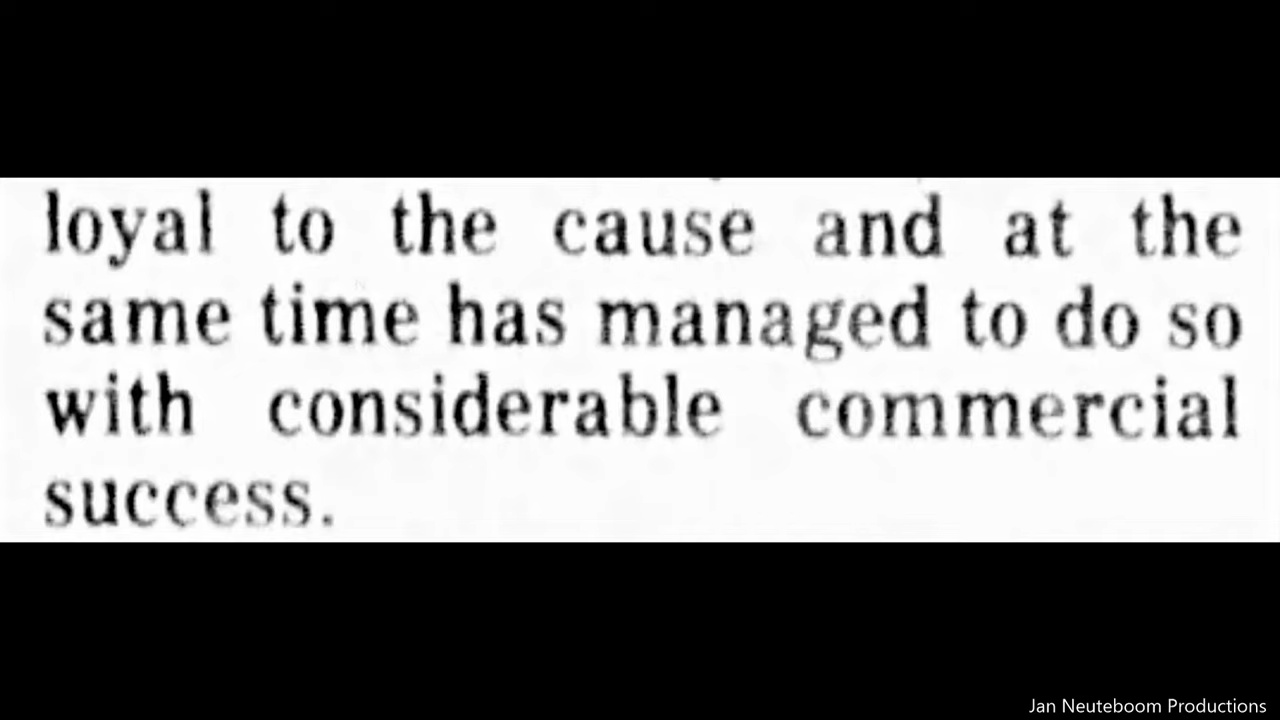 loyal to the cause and at the
same time has managed to do so
with considerable commercial
success.
Jan Neuteboom Productions